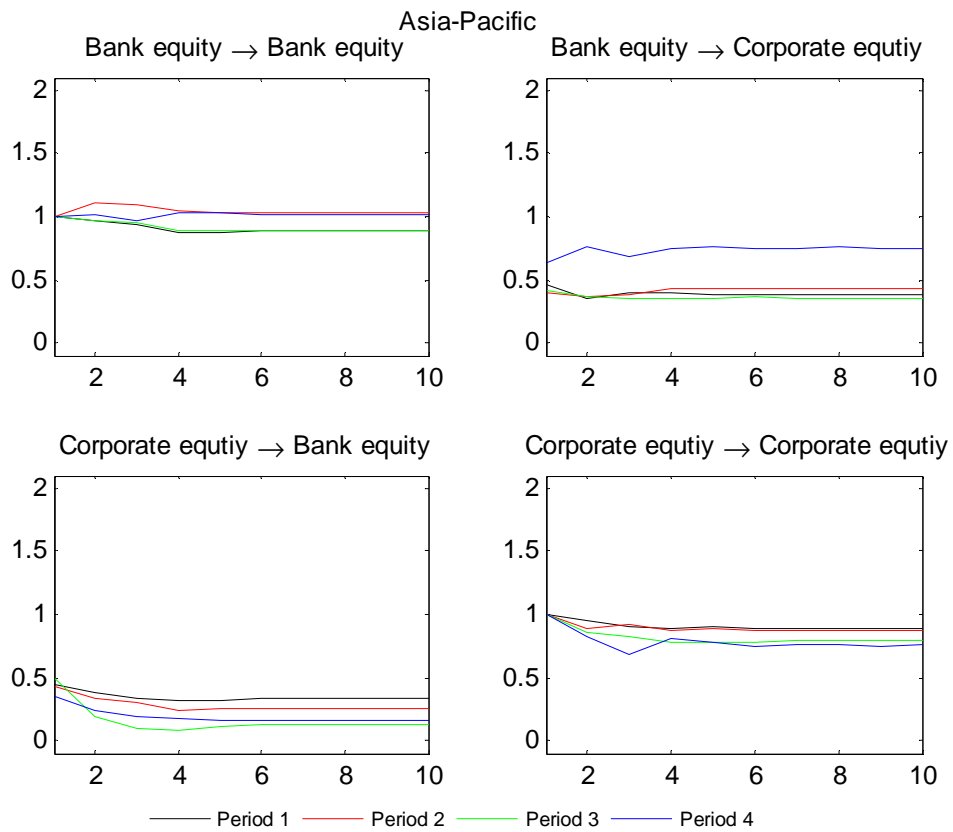 Asia-Pacific
Bank equity → Bank equity
Bank equity → Corporate equtiy
2
1.5
1
0.5
0
2 4 6 8 10
2
1.5
1
0.5
0
2 4 6 8 10
Corporate equtiy → Bank equity
Corporate equtiy → Corporate equtiy
2
1.5
1
0.5
0
2 4 6 8 10
2
1.5
1
0.5
0
2 4 6 8 10
Period 1 Period 2 Period 3 Period 4